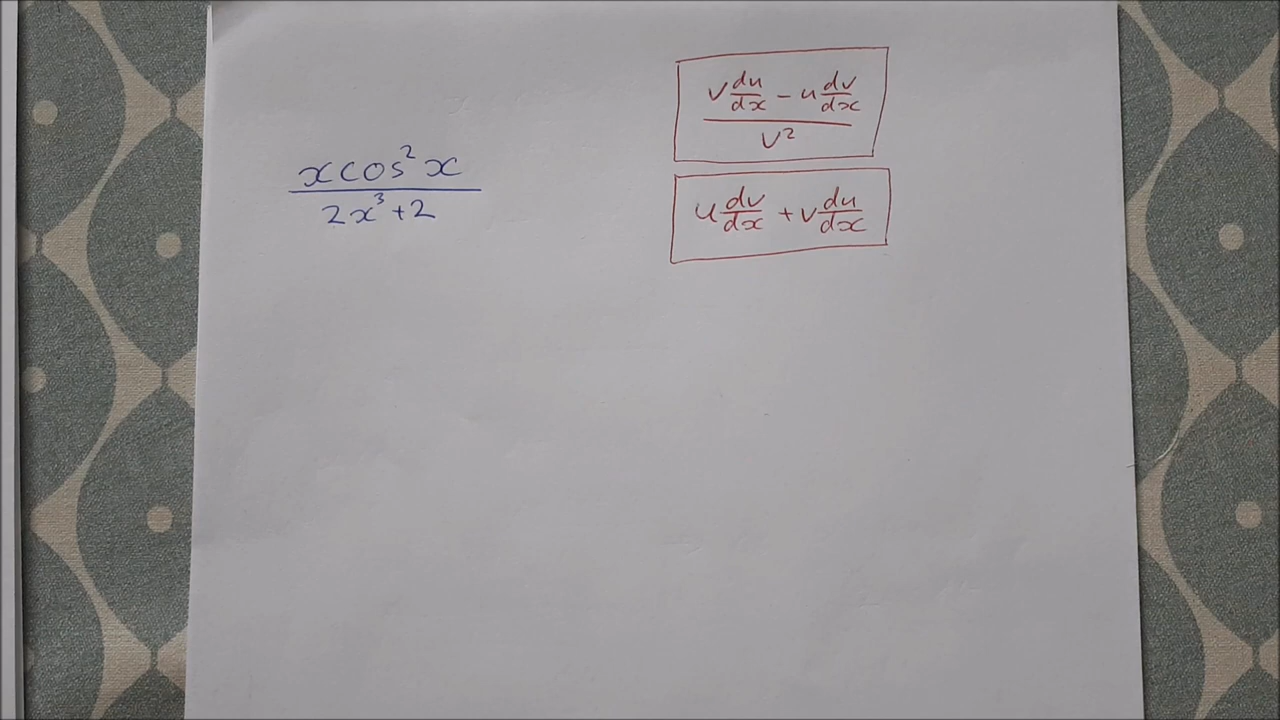 x cos² x / 2x³ + 2
v du/dx − u dv/dx / v²
u dv/dx + v du/dx